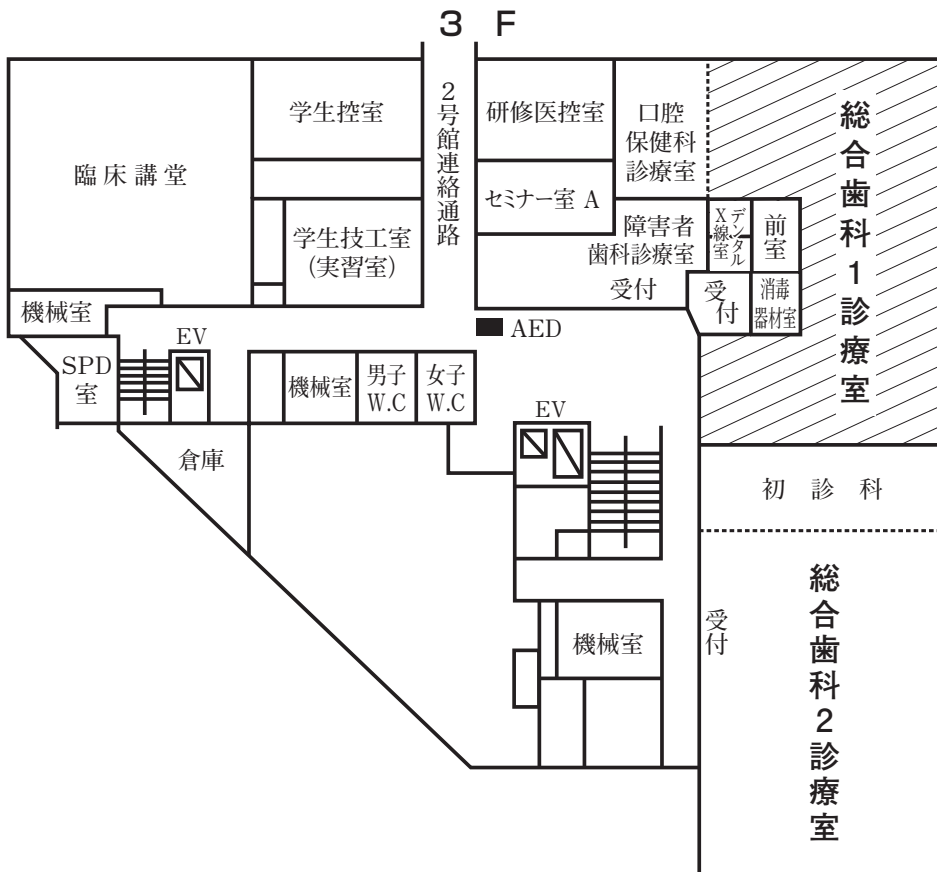 3 F
臨床講堂
学生控室
2号館連絡通路
研修医控室
口腔
保健科
診療室
総合歯科1診療室
セミナー室 A
学生技工室
(実習室)
障害者
歯科診療室
受付
デンタル
X線室
前室
受付
消毒
器材室
機械室
AED
SPD
室
EV
機械室
男子
W.C
女子
W.C
EV
倉庫
初診科
総合歯科2診療室
受付
機械室